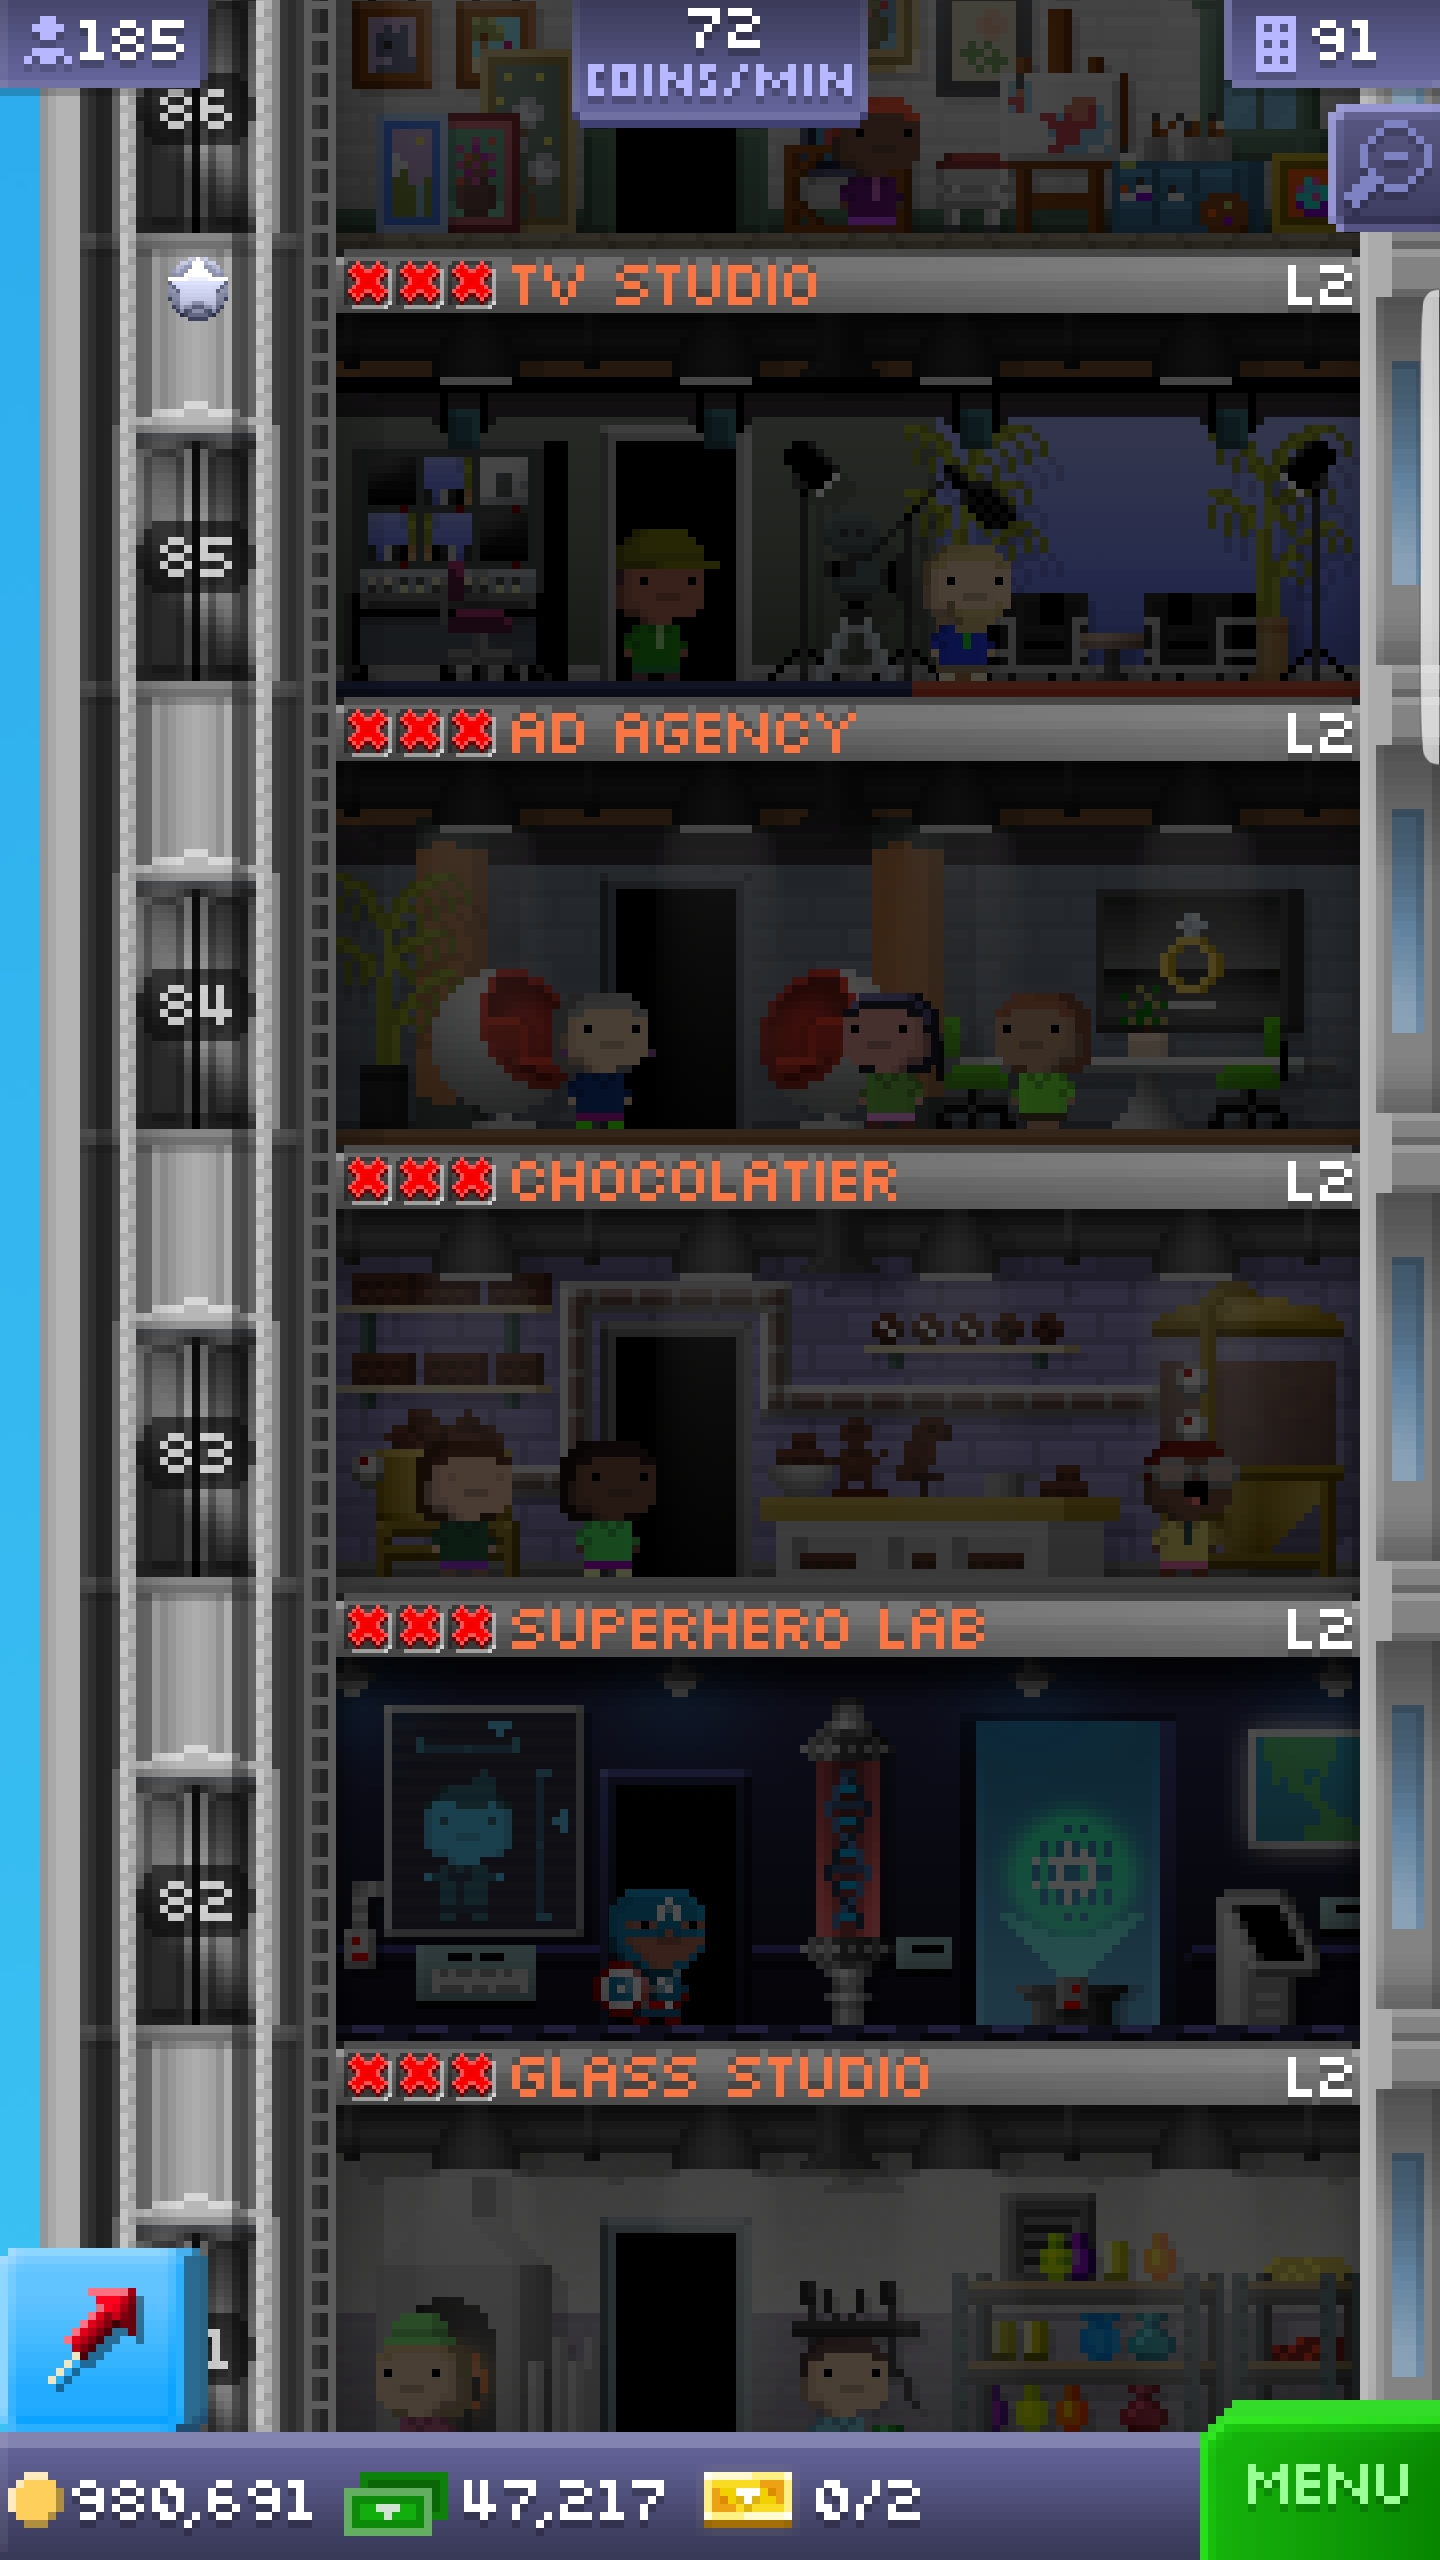 185
72
COINS/MIN
91
86
TV STUDIO L2
85
AD AGENCY L2
84
CHOCOLATIER L2
83
SUPERHERO LAB L2
82
GLASS STUDIO L2
1
980,691 47,217 0/2
MENU